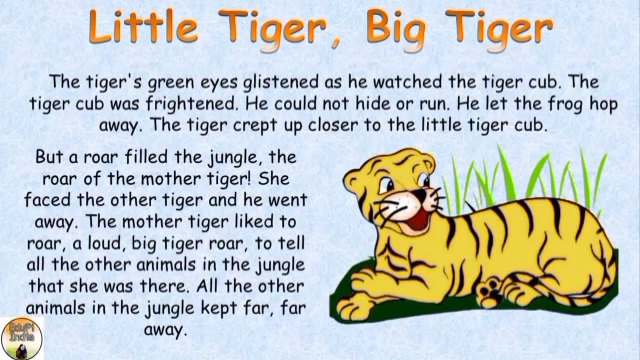 Little Tiger, Big Tiger
The tiger's green eyes glistened as he watched the tiger cub. The
tiger cub was frightened. He could not hide or run. He let the frog hop
away. The tiger crept up closer to the little tiger cub.
But a roar filled the jungle, the
roar of the mother tiger! She
faced the other tiger and he went
away. The mother tiger liked to
roar, a loud, big tiger roar, to tell
all the other animals in the jungle
that she was there. All the other
animals in the jungle kept far, far
away.
EduFi
India